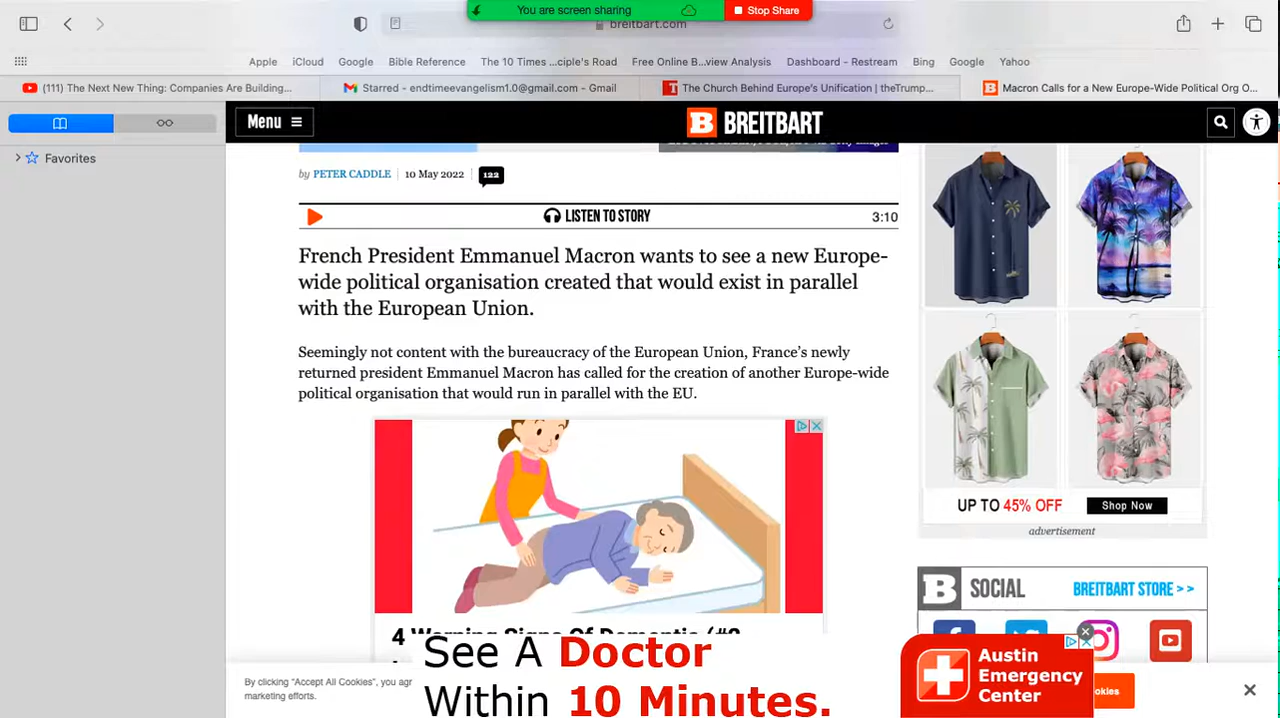 You are screen sharing
Stop Share
breitbart.com
Apple iCloud Google Bible Reference The 10 Times ...ciple's Road Free Online B...view Analysis Dashboard - Restream Bing Google Yahoo
(111) The Next New Thing: Companies Are Building...
Starred - endtimeevangelism1.0@gmail.com - Gmail
The Church Behind Europe's Unification | theTrump...
Macron Calls for a New Europe-Wide Political Org O...
Favorites
Menu
B BREITBART
by PETER CADDLE 10 May 2022 122
LISTEN TO STORY
3:10
French President Emmanuel Macron wants to see a new Europe-
wide political organisation created that would exist in parallel
with the European Union.
Seemingly not content with the bureaucracy of the European Union, France's newly
returned president Emmanuel Macron has called for the creation of another Europe-wide
political organisation that would run in parallel with the EU.
UP TO 45% OFF
Shop Now
advertisement
B SOCIAL
BREITBART STORE > >
4 Warning Signs Of Dementia (#2
By clicking "Accept All Cookies", you agr
marketing efforts.
See A Doctor
Within 10 Minutes.
Austin
Emergency
Center
okies